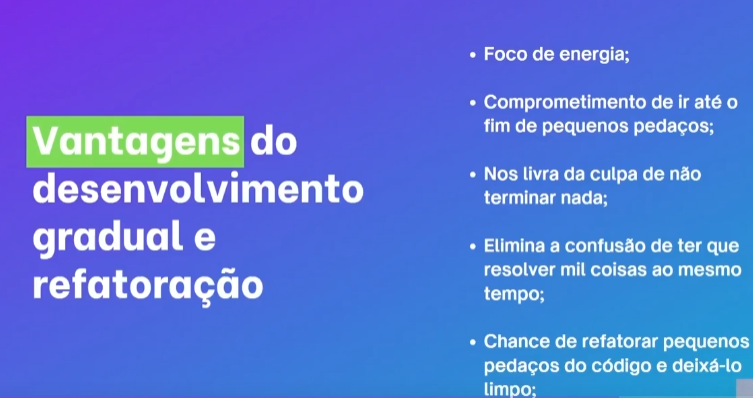 Vantagens do
desenvolvimento
gradual e
refatoração
• Foco de energia;
• Comprometimento de ir até o
fim de pequenos pedaços;
• Nos livra da culpa de não
terminar nada;
• Elimina a confusão de ter que
resolver mil coisas ao mesmo
tempo;
• Chance de refatorar pequenos
pedaços do código e deixá-lo
limpo;